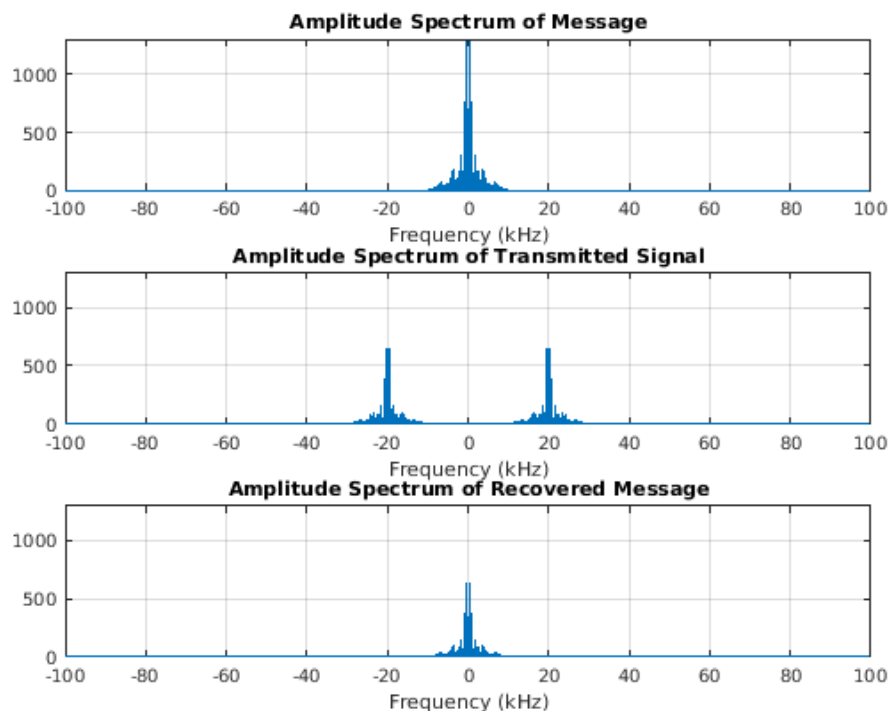 Amplitude Spectrum of Message
1000
500
0
-100 -80 -60 -40 -20 0 20 40 60 80 100
Frequency (kHz)
Amplitude Spectrum of Transmitted Signal
1000
500
0
-100 -80 -60 -40 -20 0 20 40 60 80 100
Frequency (kHz)
Amplitude Spectrum of Recovered Message
1000
500
0
-100 -80 -60 -40 -20 0 20 40 60 80 100
Frequency (kHz)